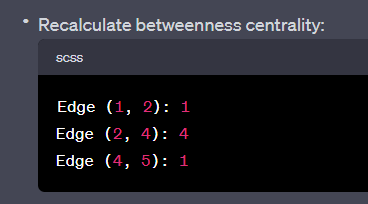 • Recalculate betweenness centrality:
scss
Edge (1, 2): 1
Edge (2, 4): 4
Edge (4, 5): 1